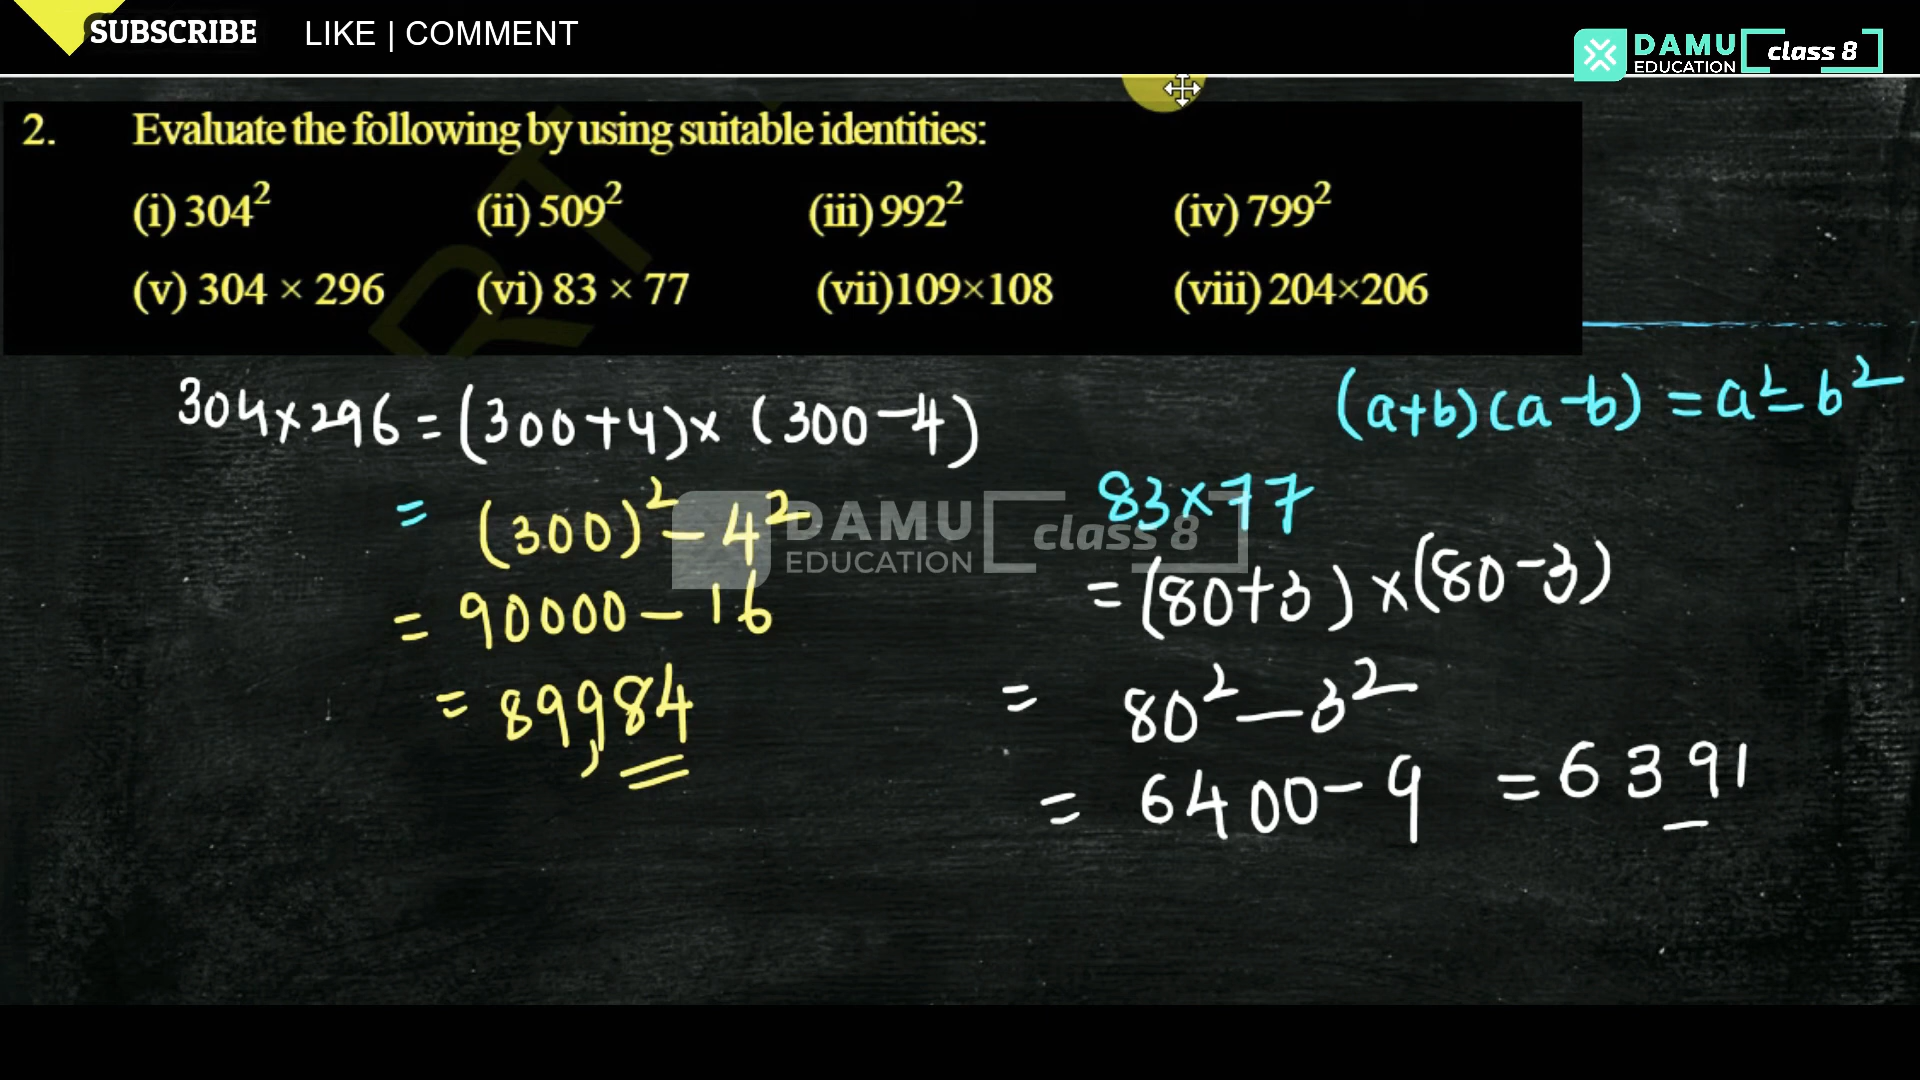 SUBSCRIBE LIKE | COMMENT
DAMU EDUCATION class 8
2. Evaluate the following by using suitable identities:
(i) 304² (ii) 509² (iii) 992² (iv) 799²
(v) 304 × 296 (vi) 83 × 77 (vii)109×108 (viii) 204×206
304×296 = (300+4)× (300-4)
= (300)² - 4²
= 90000 - 16
= 89,984
(a+b)(a-b) = a² - b²
83×77
= (80+3) ×(80-3)
= 80² - 3²
= 6400 - 9 = 6391
DAMU EDUCATION class 8